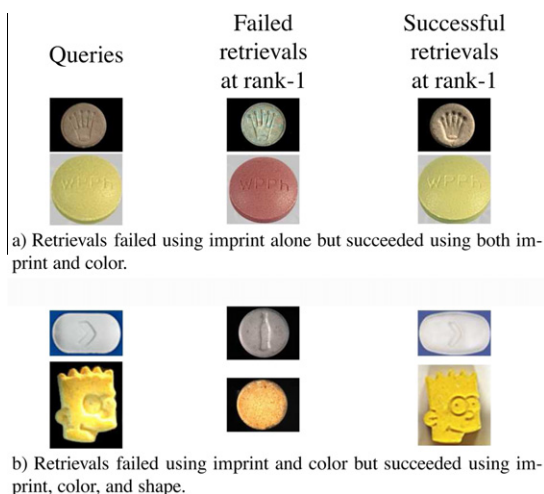 Queries
Failed
retrievals
at rank-1
Successful
retrievals
at rank-1
WPPh
WPPh
WPPh
a) Retrievals failed using imprint alone but succeeded using both im-
print and color.
b) Retrievals failed using imprint and color but succeeded using im-
print, color, and shape.